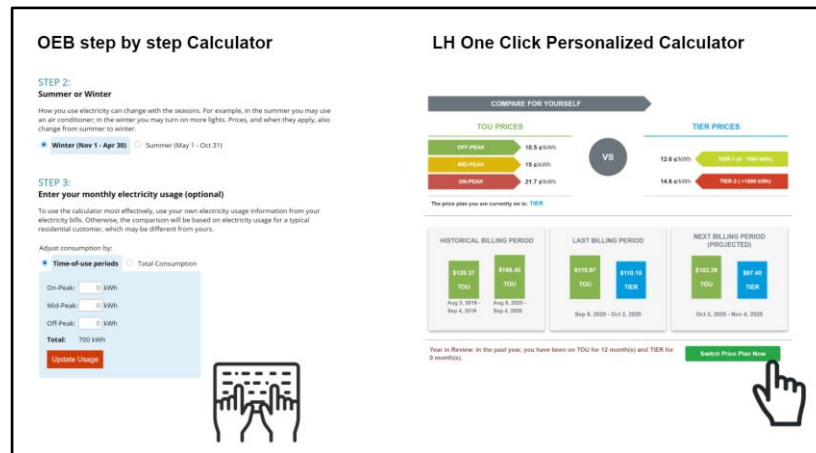 OEB step by step Calculator
STEP 2:
Summer or Winter
How you use electricity can change with the seasons. For example, in the summer you may use
an air conditioner; in the winter you may turn on more lights. Prices, and when they apply, also
change from summer to winter.
Winter (Nov 1 - Apr 30) Summer (May 1 - Oct 31)
STEP 3:
Enter your monthly electricity usage (optional)
To use the calculator most effectively, use your own electricity usage information from your
electricity bills. Otherwise, the comparison will be based on electricity usage for a typical
residential customer, which may be different from yours.
Adjust consumption by:
Time-of-use periods Total Consumption
On-Peak: 0 kWh
Mid-Peak: 0 kWh
Off-Peak: 0 kWh
Total: 700 kWh
Update Usage
LH One Click Personalized Calculator
COMPARE FOR YOURSELF
TOU PRICES
OFF-PEAK 10.5 ¢/kWh
MID-PEAK 15 ¢/kWh
ON-PEAK 21.7 ¢/kWh
VS
TIER PRICES
12.6 ¢/kWh TIER-1 (0 - 1000 kWh)
14.6 ¢/kWh TIER-2 (>1000 kWh)
The price plan you are currently on is: TIER
HISTORICAL BILLING PERIOD
$125.37 TOU
$166.40 TOU
Aug 3, 2019 -
Sep 4, 2019
Aug 5, 2020 -
Sep 4, 2020
LAST BILLING PERIOD
$115.97 TOU
$110.18 TIER
Sep 5, 2020 - Oct 2, 2020
NEXT BILLING PERIOD
(PROJECTED)
$102.39 TOU
$97.40 TIER
Oct 3, 2020 - Nov 4, 2020
Year in Review: In the past year, you have been on TOU for 12 month(s) and TIER for
0 month(s).
Switch Price Plan Now